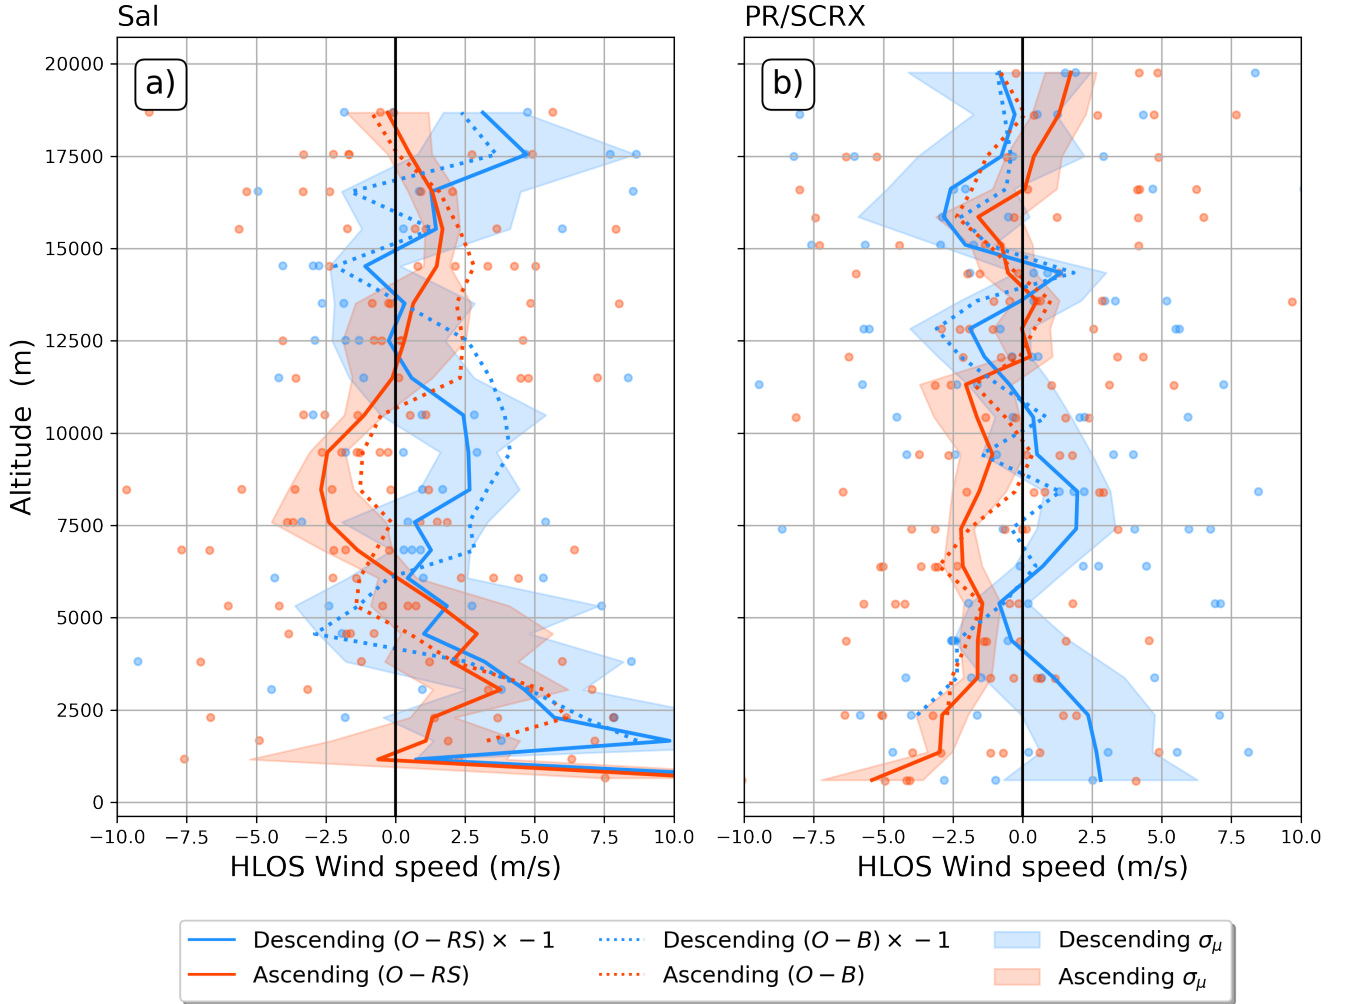 Sal
PR/SCRX
a)
b)
20000
17500
15000
12500
10000
7500
5000
2500
0
Altitude (m)
−10.0 −7.5 −5.0 −2.5 0.0 2.5 5.0 7.5 10.0
−10.0 −7.5 −5.0 −2.5 0.0 2.5 5.0 7.5 10.0
HLOS Wind speed (m/s)
HLOS Wind speed (m/s)
Descending (O − RS) × − 1
Descending (O − B) × − 1
Descending σμ
Ascending (O − RS)
Ascending (O − B)
Ascending σμ